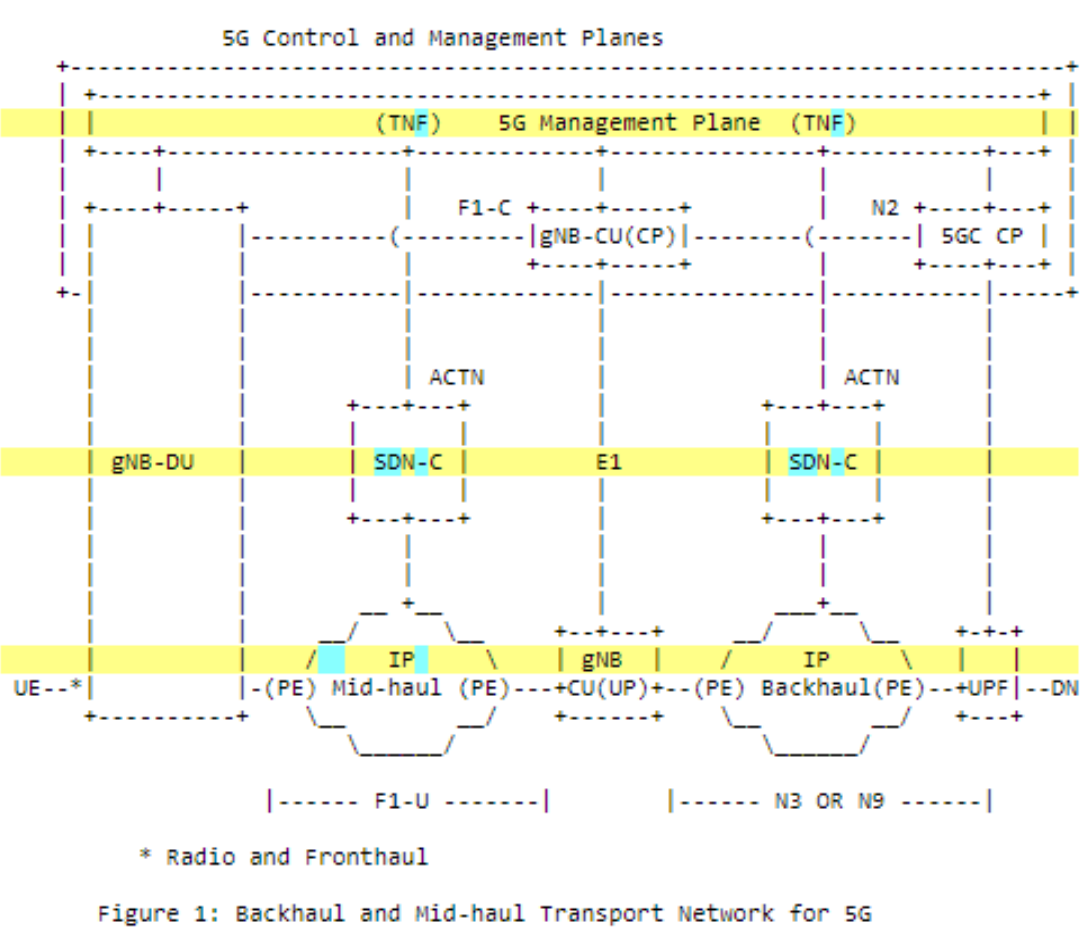 5G Control and Management Planes
(TNF) 5G Management Plane (TNF)
F1-C N2
gNB-CU(CP) 5GC CP
ACTN ACTN
gNB-DU SDN-C E1 SDN-C
IP gNB IP
UE--*| |-(PE) Mid-haul (PE)---+CU(UP)+--(PE) Backhaul(PE)--+UPF|--DN
|------ F1-U -------| |------ N3 OR N9 ------|
* Radio and Fronthaul
Figure 1: Backhaul and Mid-haul Transport Network for 5G